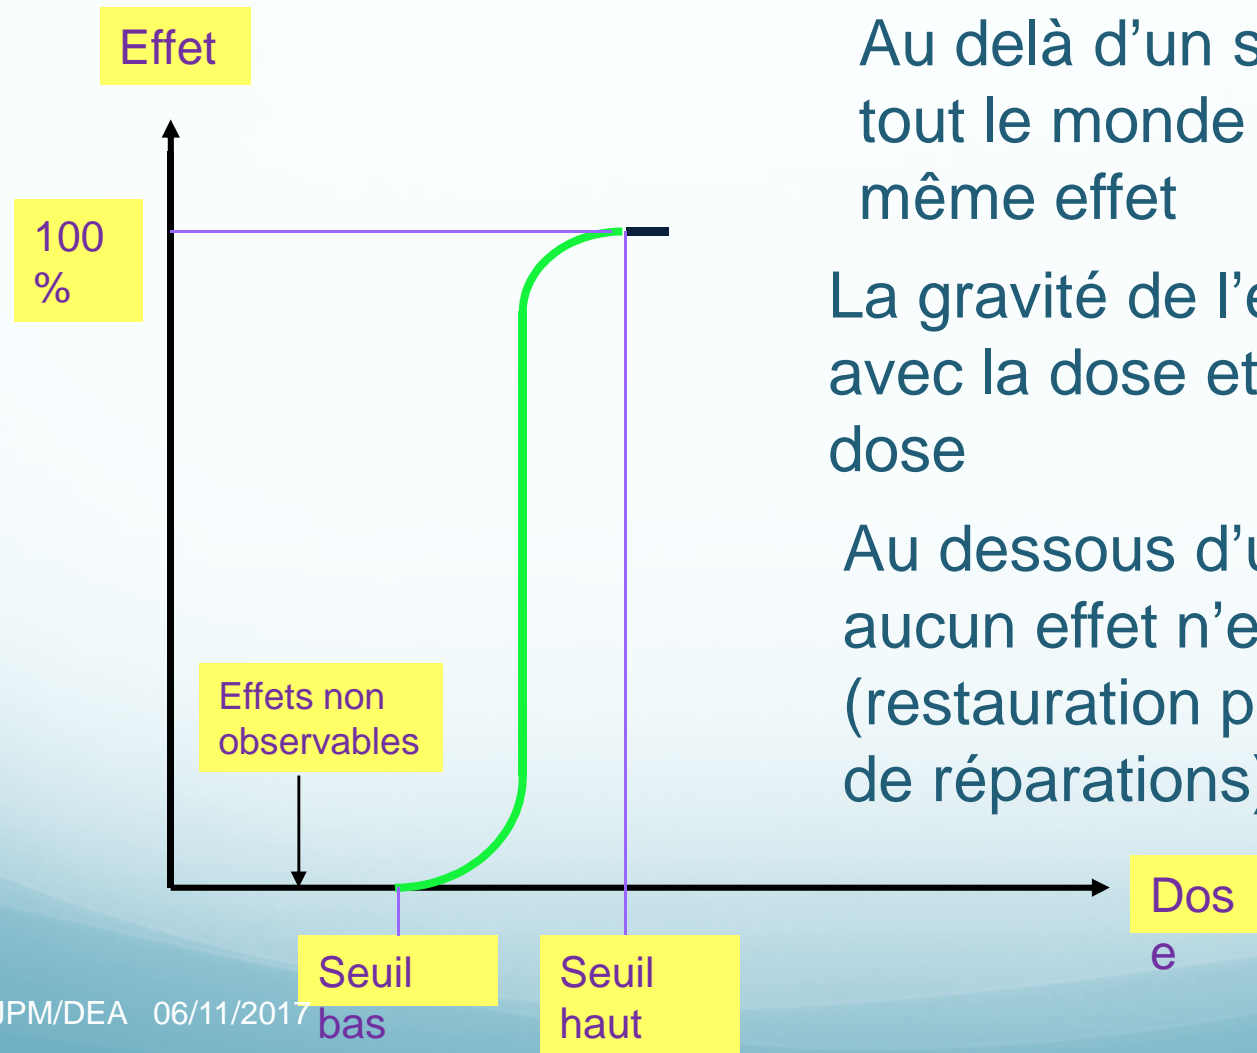 Effet
100
%
Effets non
observables
Seuil
bas
Seuil
haut
Dos
e
Au delà d’un s
tout le monde
même effet
La gravité de l’e
avec la dose et
dose
Au dessous d’u
aucun effet n’e
(restauration p
de réparations)
JPM/DEA 06/11/2017